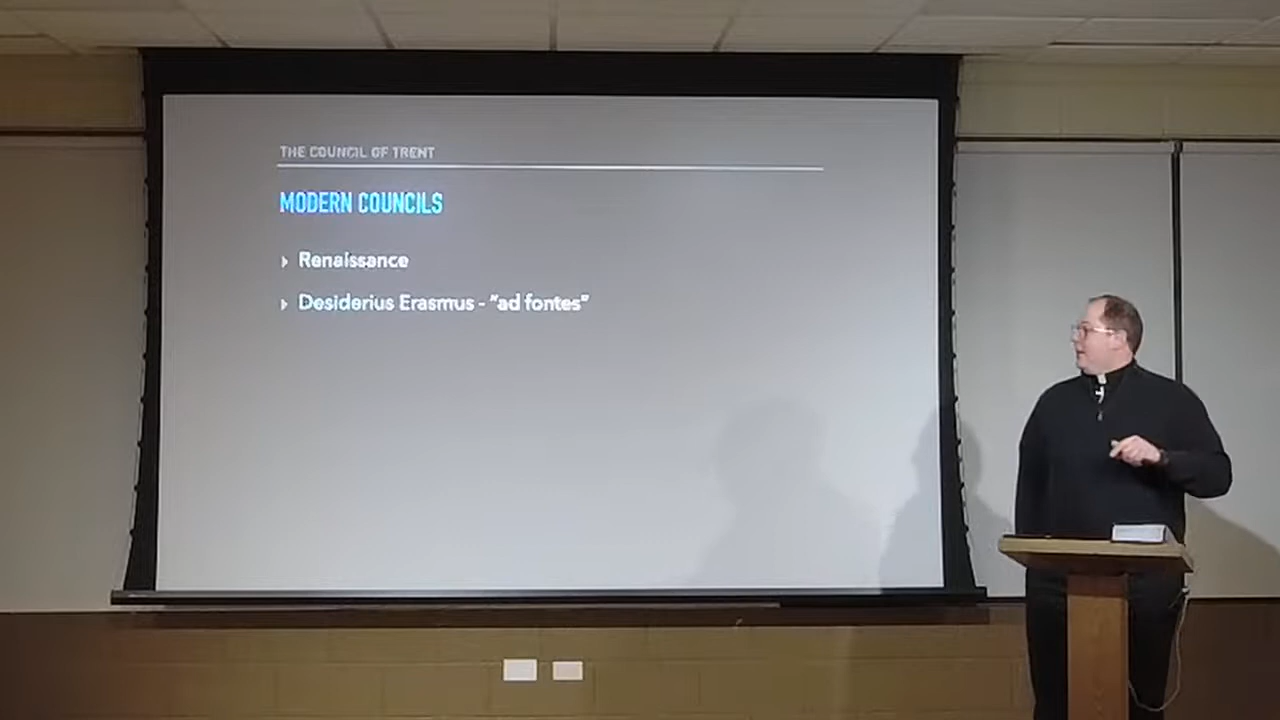 THE COUNCIL OF TRENT
MODERN COUNCILS
Renaissance
Desiderius Erasmus - "ad fontes"